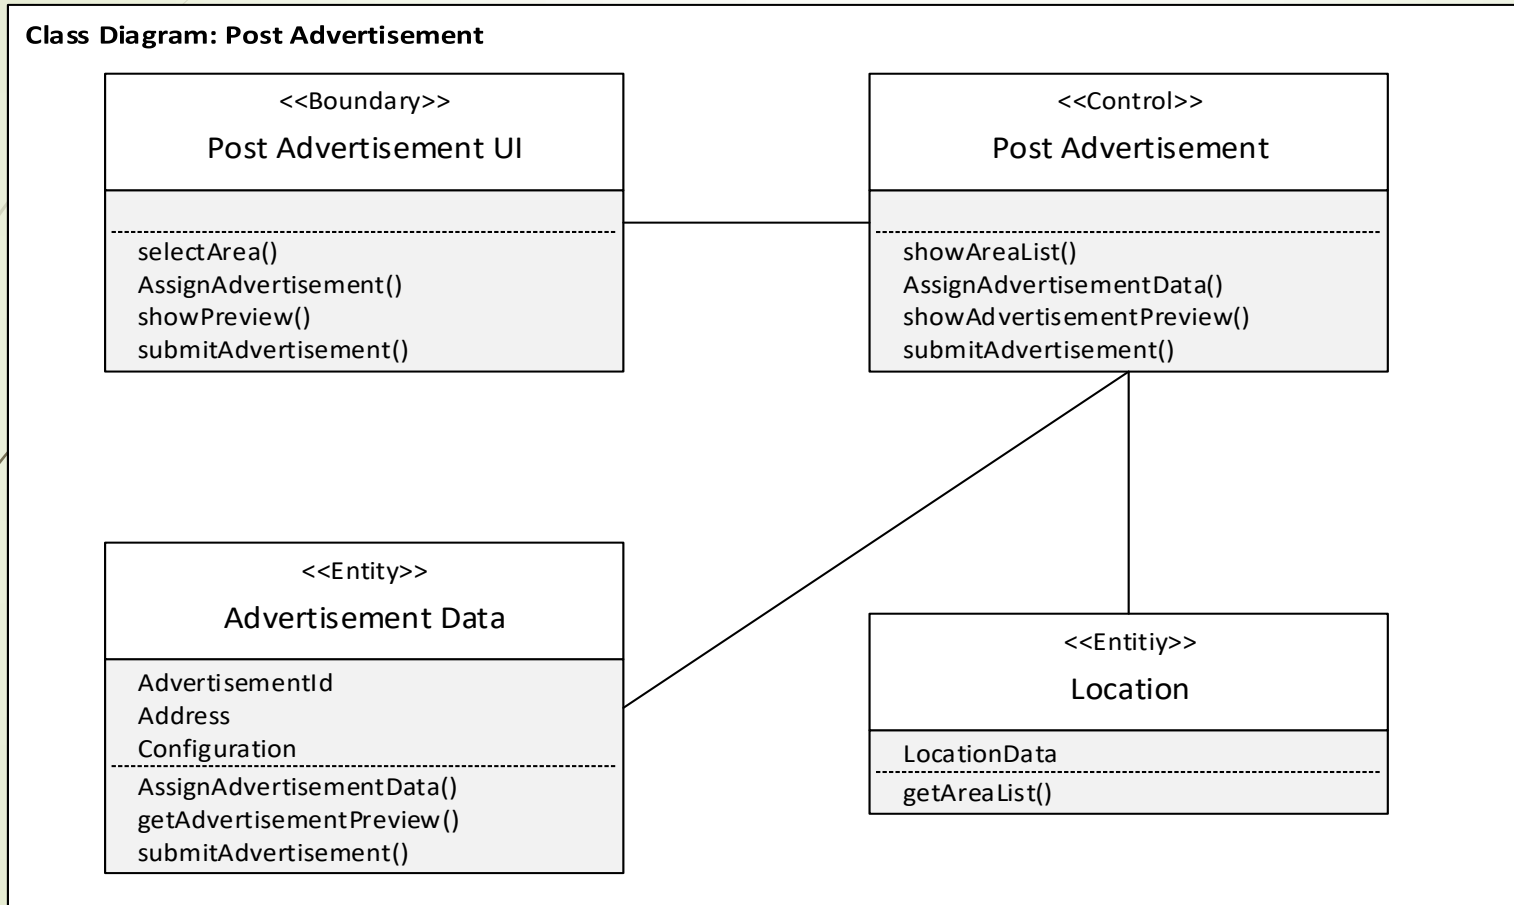 Class Diagram: Post Advertisement
<<Boundary>>
Post Advertisement UI
selectArea()
AssignAdvertisement()
showPreview()
submitAdvertisement()
<<Control>>
Post Advertisement
showAreaList()
AssignAdvertisementData()
showAdvertisementPreview()
submitAdvertisement()
<<Entity>>
Advertisement Data
AdvertisementId
Address
Configuration
AssignAdvertisementData()
getAdvertisementPreview()
submitAdvertisement()
<<Entitiy>>
Location
LocationData
getAreaList()